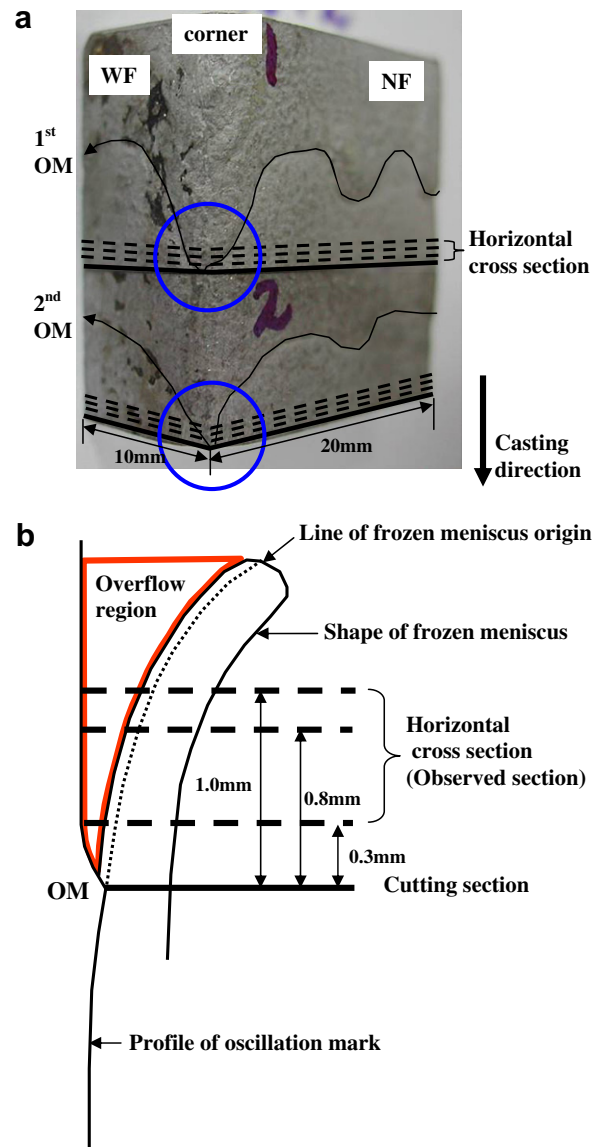 a
corner
WF
1
NF
1st
OM
Horizontal
cross section
2nd
OM
2
10mm
20mm
Casting
direction
b
Line of frozen meniscus origin
Overflow
region
Shape of frozen meniscus
Horizontal
cross section
(Observed section)
1.0mm
0.8mm
0.3mm
OM
Cutting section
Profile of oscillation mark